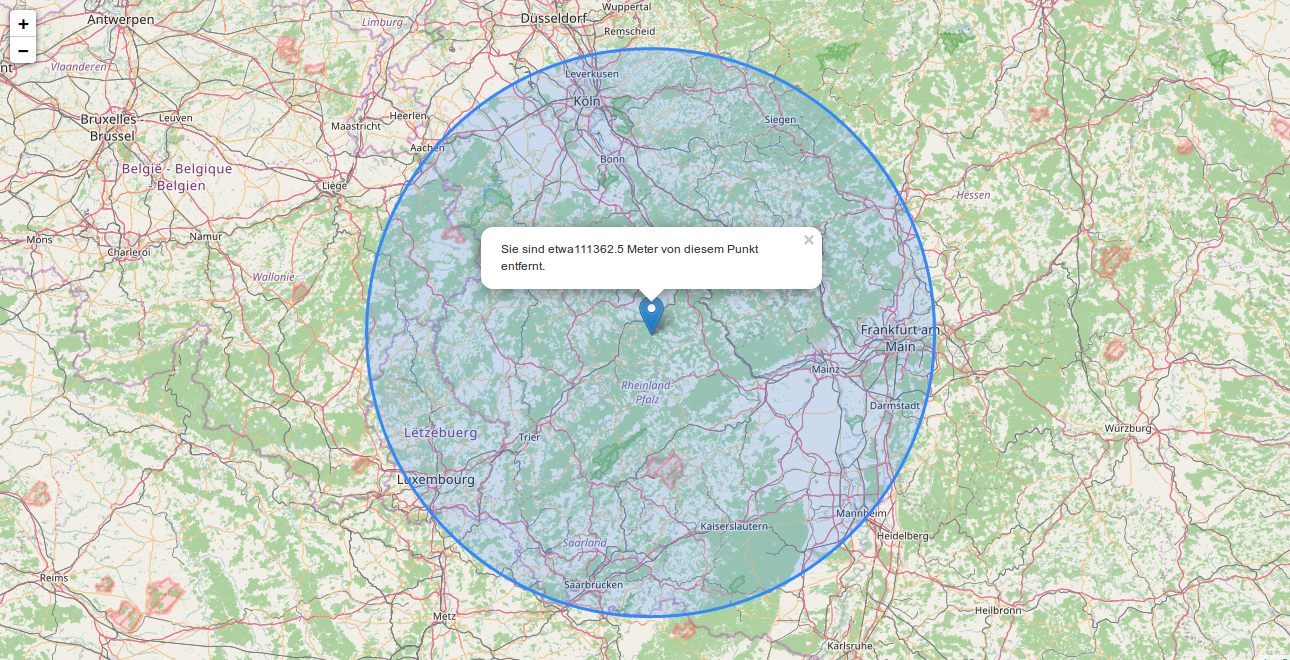 +
−
Antwerpen
Limburg
Düsseldorf
Wuppertal
Remscheid
Vlaanderen
Leverkusen
Köln
Bruxelles -
Brussel
Leuven
Heerlen
Maastricht
Siegen
Aachen
Bonn
België - Belgique
- Belgien
Liège
Hessen
Mons
Namur
Charleroi
Wallonie
Sie sind etwa111362.5 Meter von diesem Punkt
entfernt.
×
Frankfurt am
Main
Mainz
Rheinland-
Pfalz
Darmstadt
Lëtzebuerg
Trier
Würzburg
Luxembourg
Mannheim
Kaiserslautern
Heidelberg
Saarland
Reims
Saarbrücken
Metz
Heilbronn
Karlsruhe